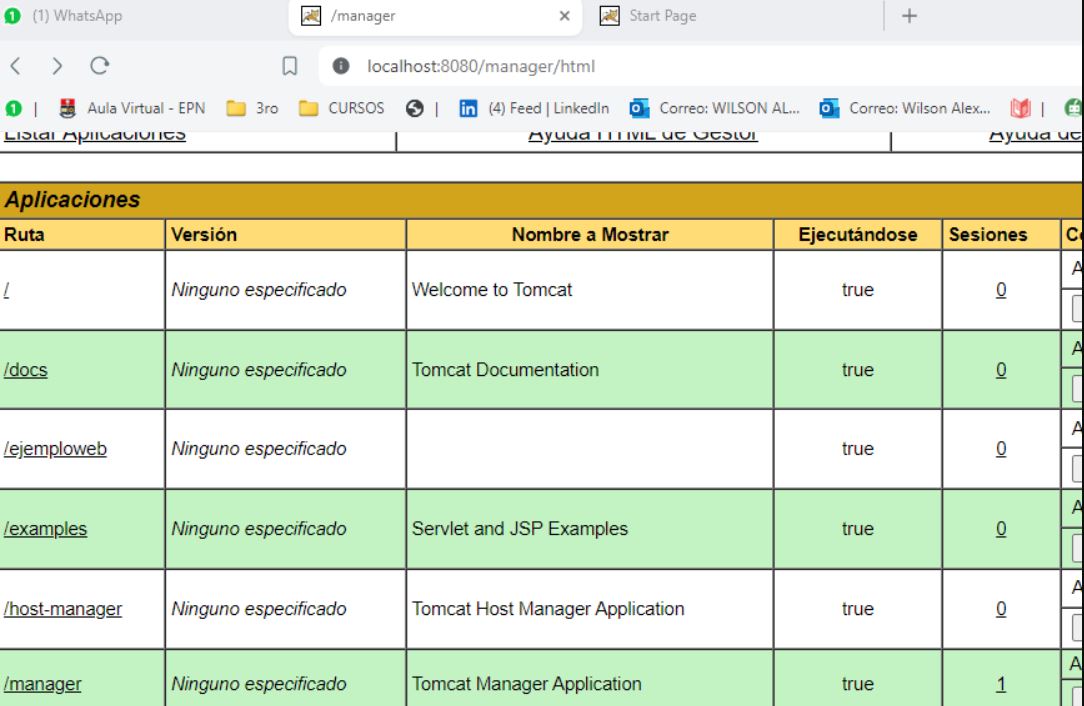 1 (1) WhatsApp /manager Start Page
localhost:8080/manager/html
1 | Aula Virtual - EPN 3ro CURSOS | (4) Feed | LinkedIn Correo: WILSON AL... Correo: Wilson Alex... |
Listar Aplicaciones Ayuda HTML de Gestor Ayuda de
Aplicaciones
Ruta Versión Nombre a Mostrar Ejecutándose Sesiones
/ Ninguno especificado Welcome to Tomcat true 0
/docs Ninguno especificado Tomcat Documentation true 0
/ejemploweb Ninguno especificado true 0
/examples Ninguno especificado Servlet and JSP Examples true 0
/host-manager Ninguno especificado Tomcat Host Manager Application true 0
/manager Ninguno especificado Tomcat Manager Application true 1